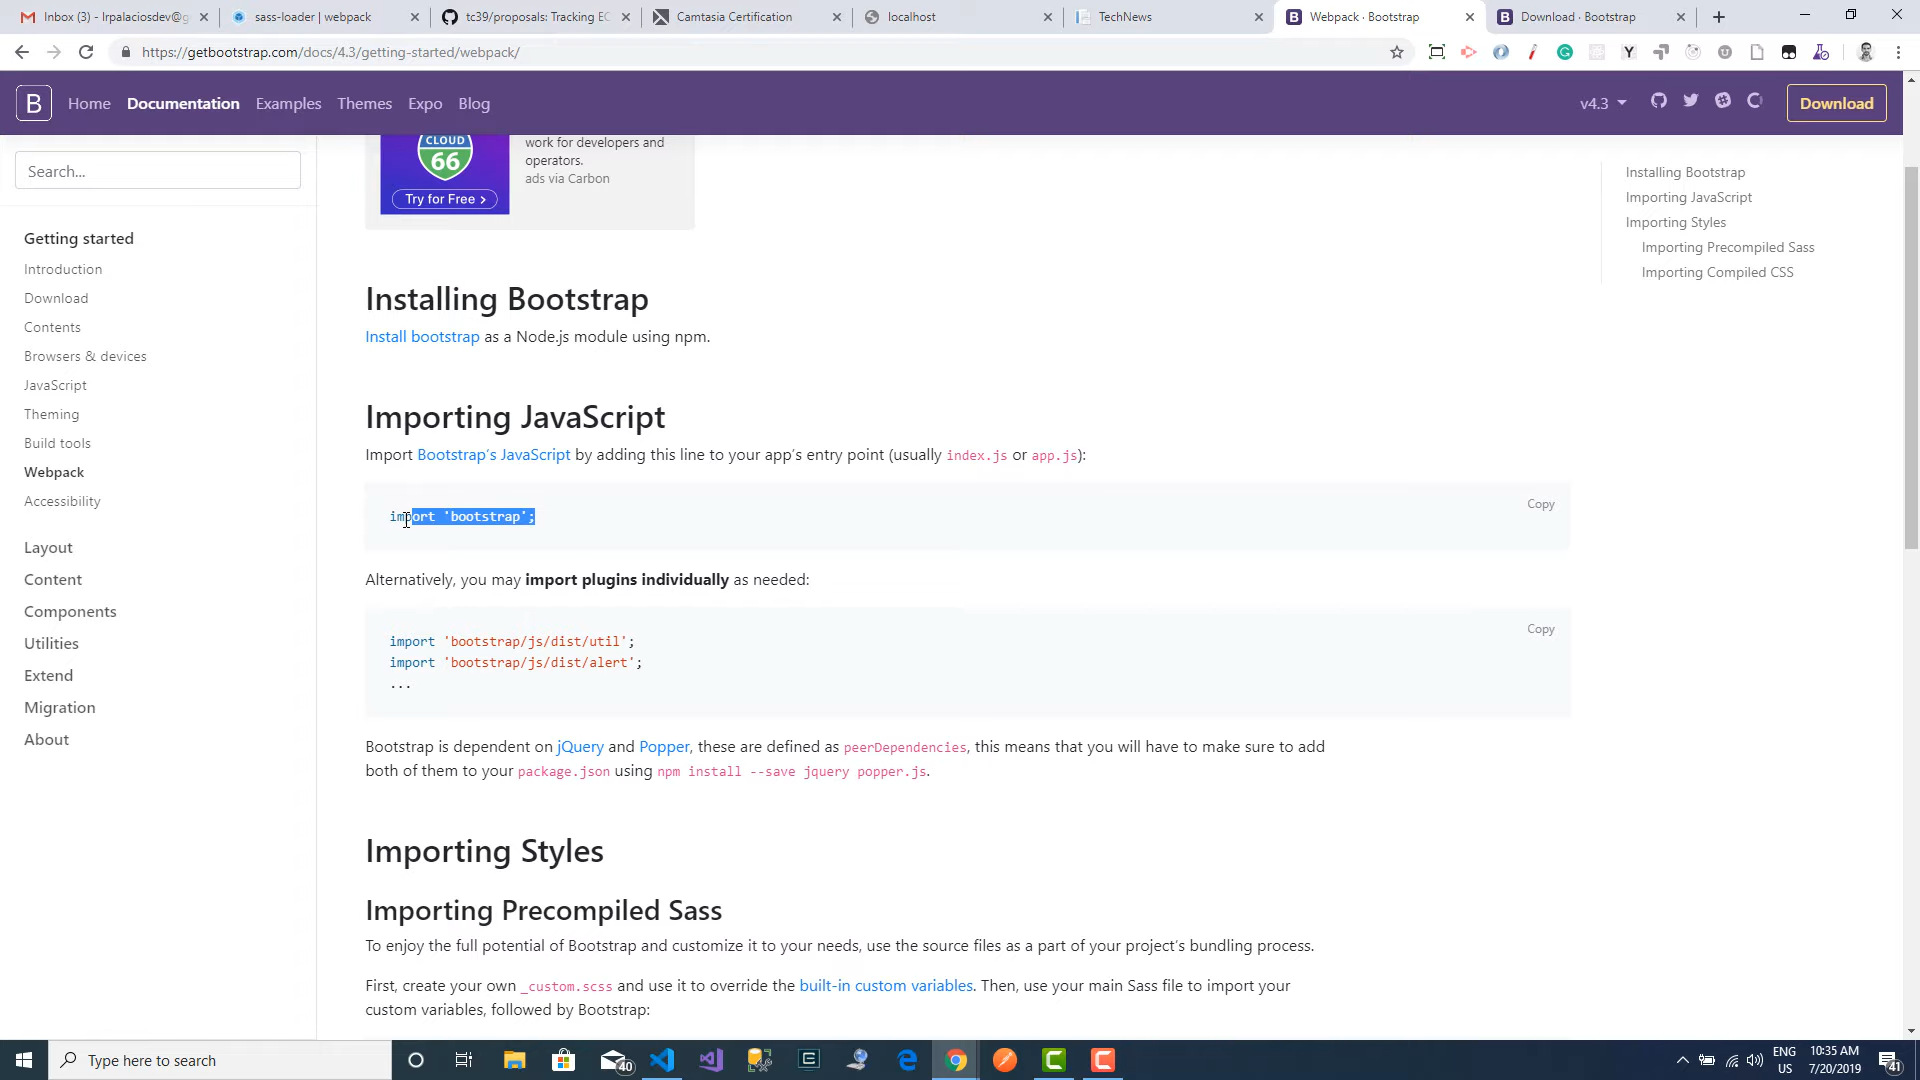 Inbox (3) - lrpalaciosdev@g
sass-loader | webpack
tc39/proposals: Tracking EC
Camtasia Certification
localhost
TechNews
Webpack · Bootstrap
Download · Bootstrap
https://getbootstrap.com/docs/4.3/getting-started/webpack/
B
Home
Documentation
Examples
Themes
Expo
Blog
v4.3
Download
Search...
Getting started
Introduction
Download
Contents
Browsers & devices
JavaScript
Theming
Build tools
Webpack
Accessibility
Layout
Content
Components
Utilities
Extend
Migration
About
CLOUD
66
Try for Free >
work for developers and
operators.
ads via Carbon
Installing Bootstrap
Install bootstrap as a Node.js module using npm.
Importing JavaScript
Import Bootstrap's JavaScript by adding this line to your app's entry point (usually index.js or app.js):
Copy
import 'bootstrap';
Alternatively, you may import plugins individually as needed:
Copy
import 'bootstrap/js/dist/util';
import 'bootstrap/js/dist/alert';
...
Bootstrap is dependent on jQuery and Popper, these are defined as peerDependencies, this means that you will have to make sure to add
both of them to your package.json using npm install --save jquery popper.js.
Importing Styles
Importing Precompiled Sass
To enjoy the full potential of Bootstrap and customize it to your needs, use the source files as a part of your project's bundling process.
First, create your own _custom.scss and use it to override the built-in custom variables. Then, use your main Sass file to import your
custom variables, followed by Bootstrap:
Installing Bootstrap
Importing JavaScript
Importing Styles
Importing Precompiled Sass
Importing Compiled CSS
Type here to search
40
ENG
US
10:35 AM
7/20/2019
41